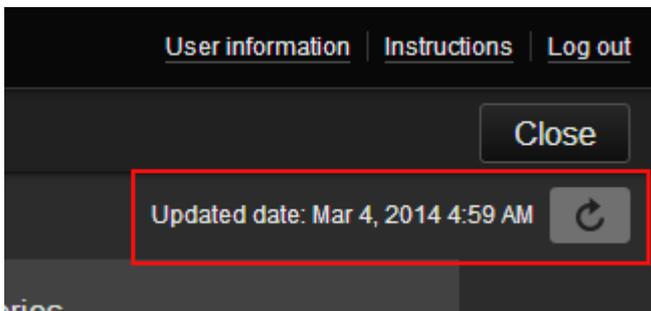 User information | Instructions | Log out
Close
Updated date: Mar 4, 2014 4:59 AM